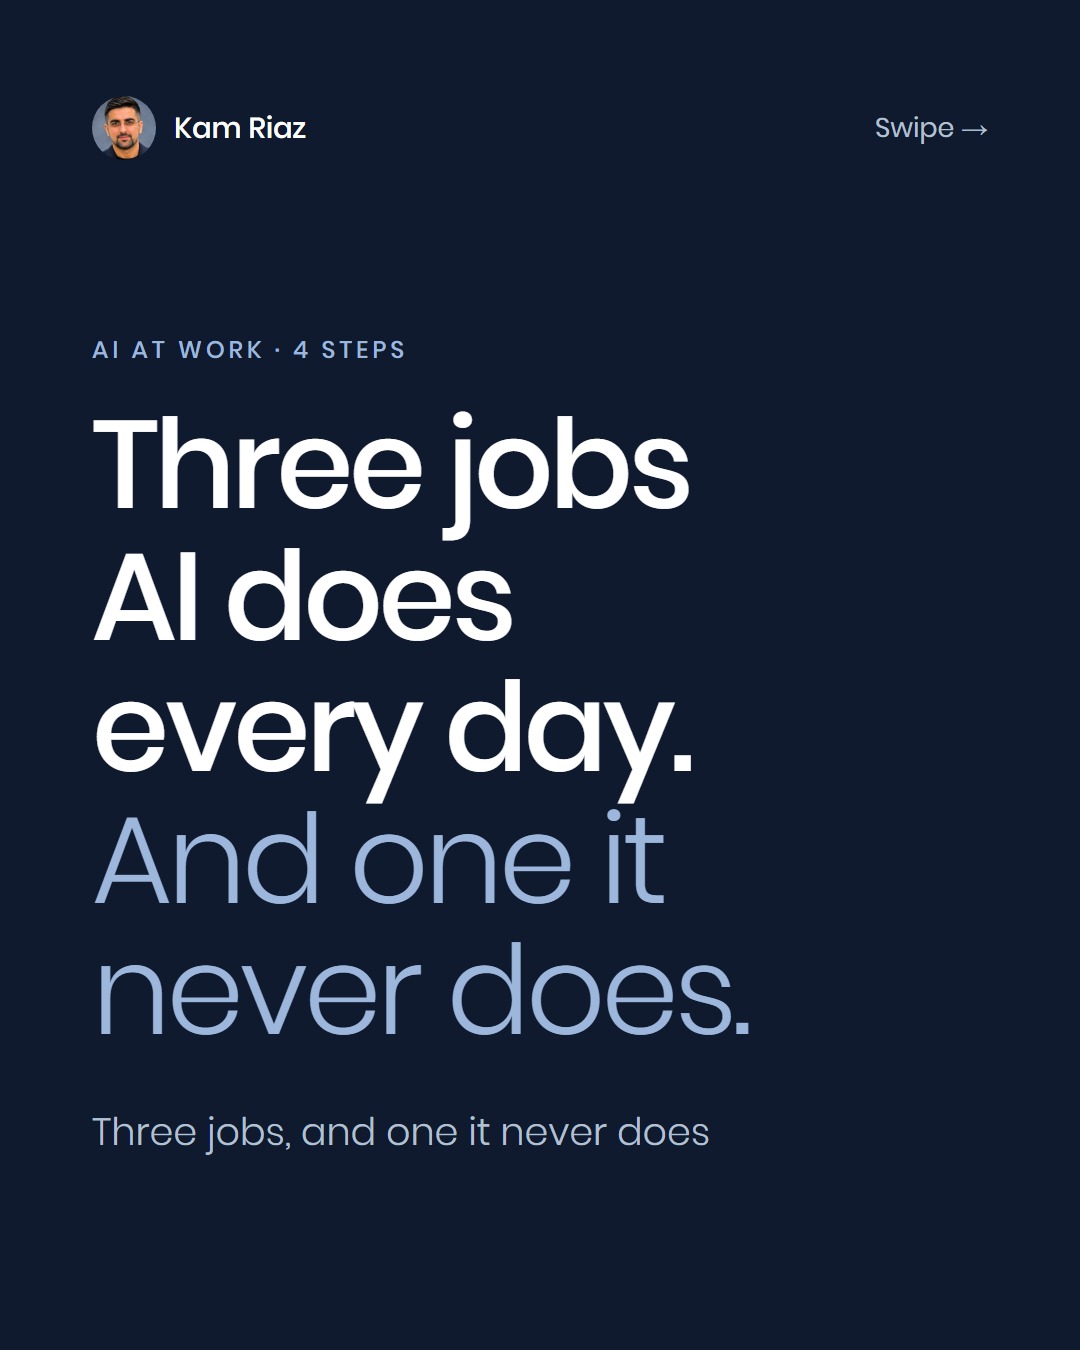 Kam Riaz
Swipe →
AI AT WORK · 4 STEPS
Three jobs
AI does
every day.
And one it
never does.
Three jobs, and one it never does